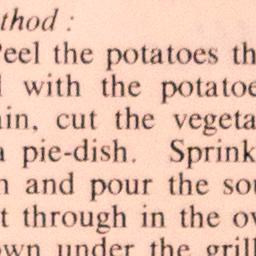 thod :
Peel the potatoes th
with the potatoe
ain, cut the vegeta
a pie-dish. Sprink
n and pour the sou
t through in the ov
own under the grill